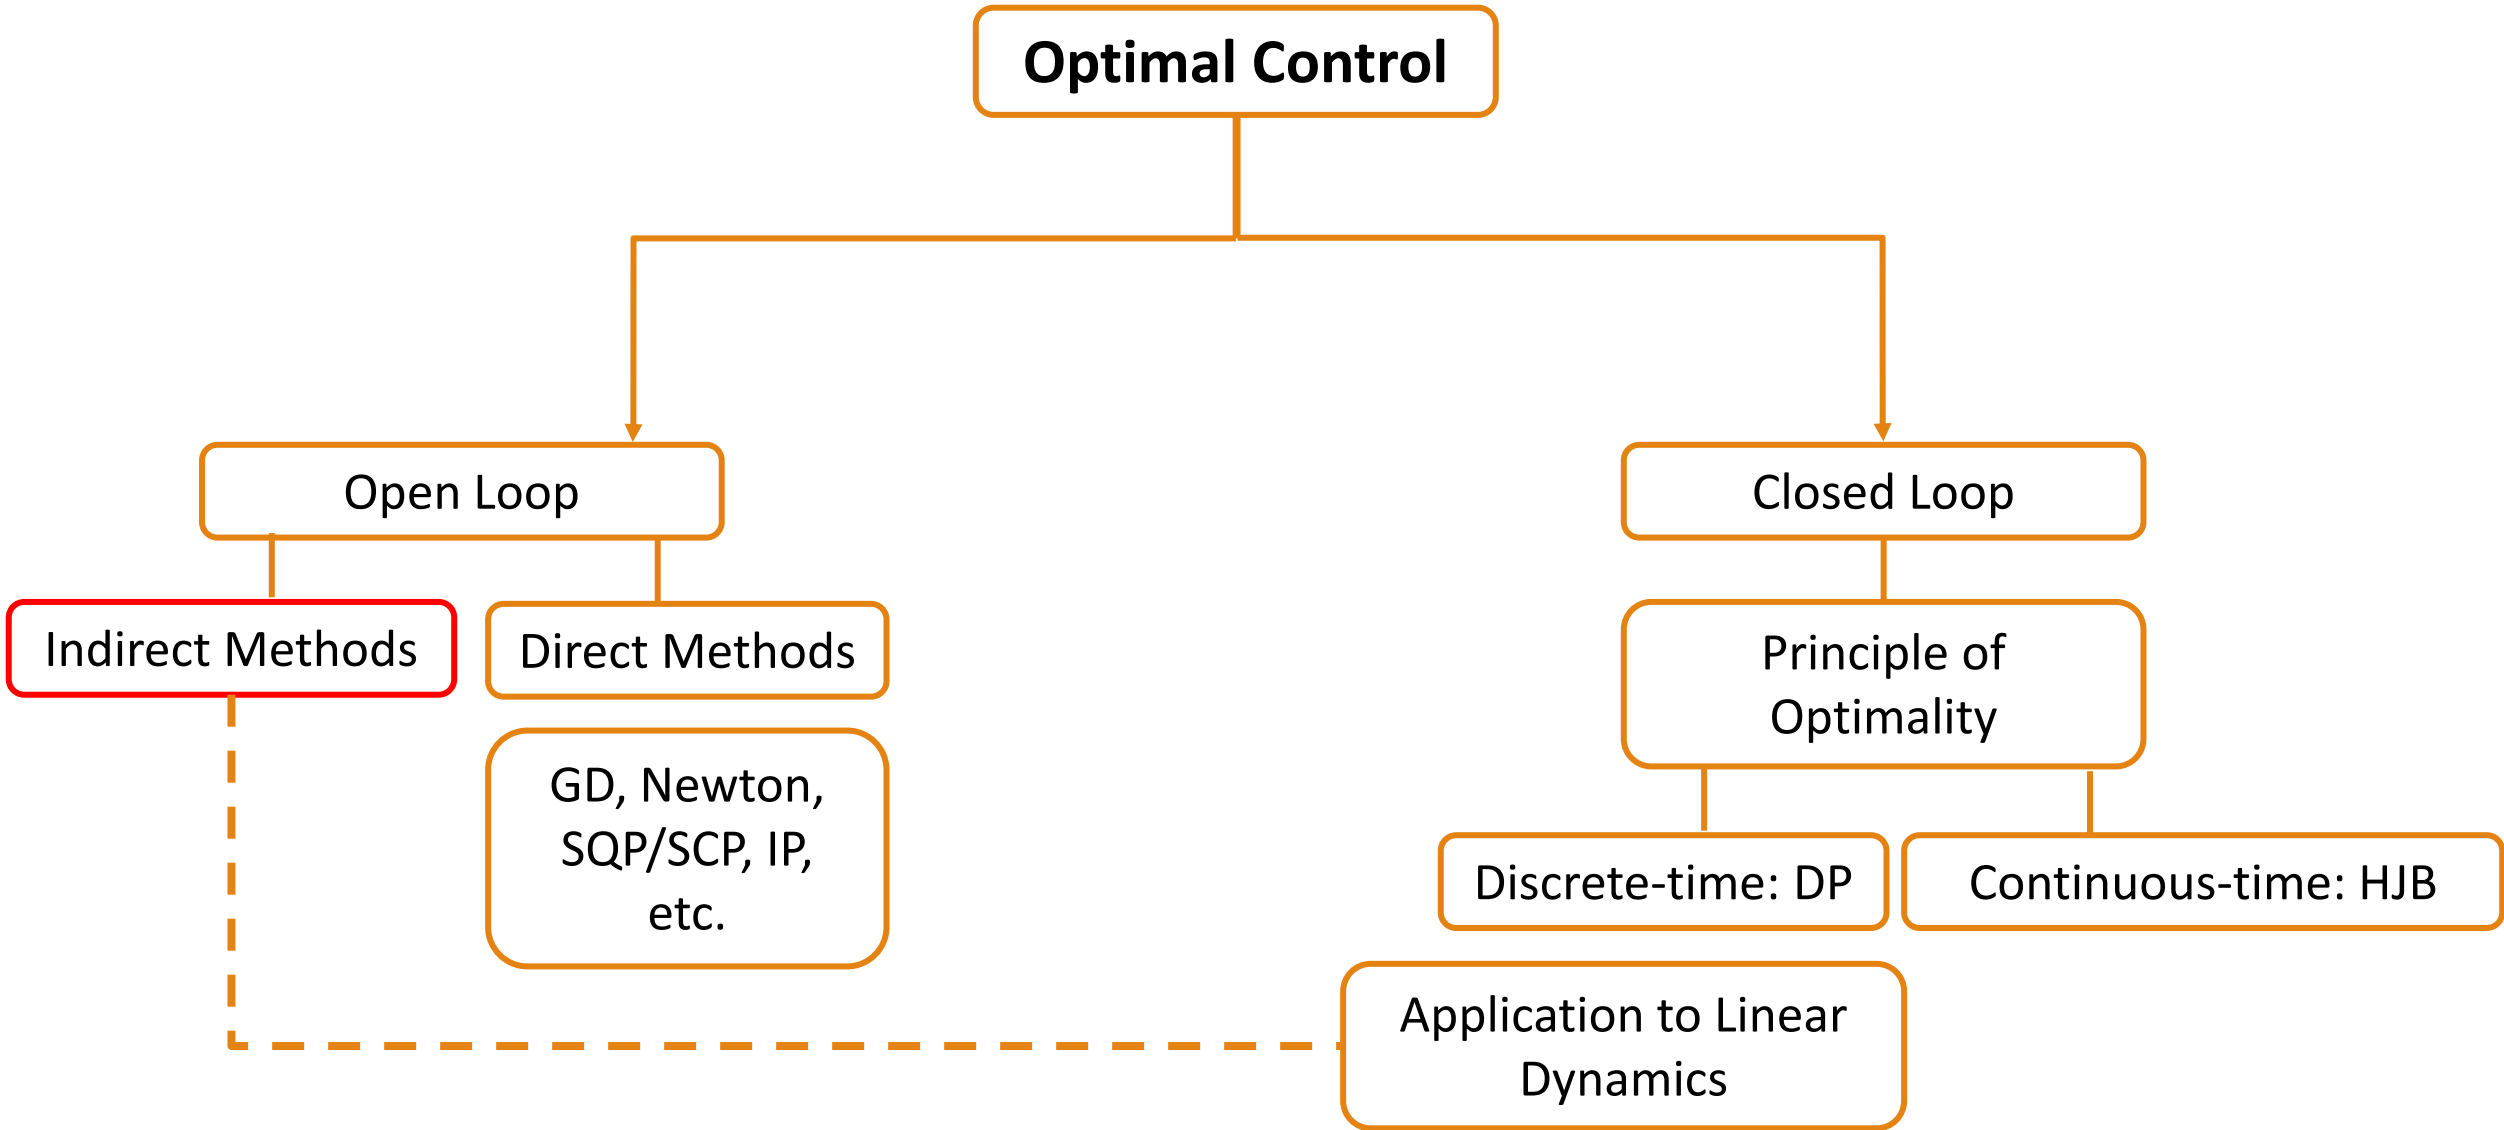 Optimal Control
Open Loop
Closed Loop
Indirect Methods
Direct Methods
Principle of
Optimality
GD, Newton,
SQP/SCP, IP,
etc.
Discrete-time: DP
Continuous-time: HJB
Application to Linear
Dynamics